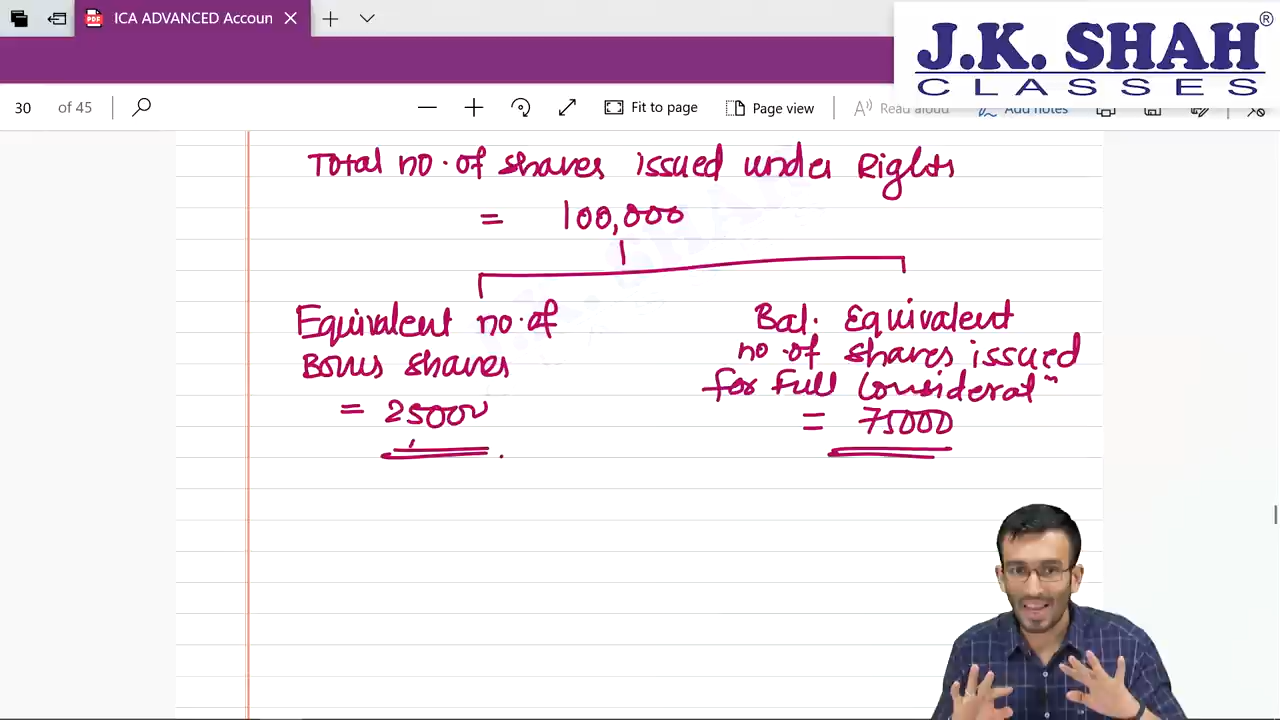 ICA ADVANCED Accoun
J.K. SHAH®
CLASSES
30 of 45
Fit to page
Page view
Read aloud
Add notes
Total no. of shares issued under Rights
= 100,000
Equivalent no. of
Bonus shares
= 25000
Bal. Equivalent
no. of shares issued
for Full Considerat"
= 75000